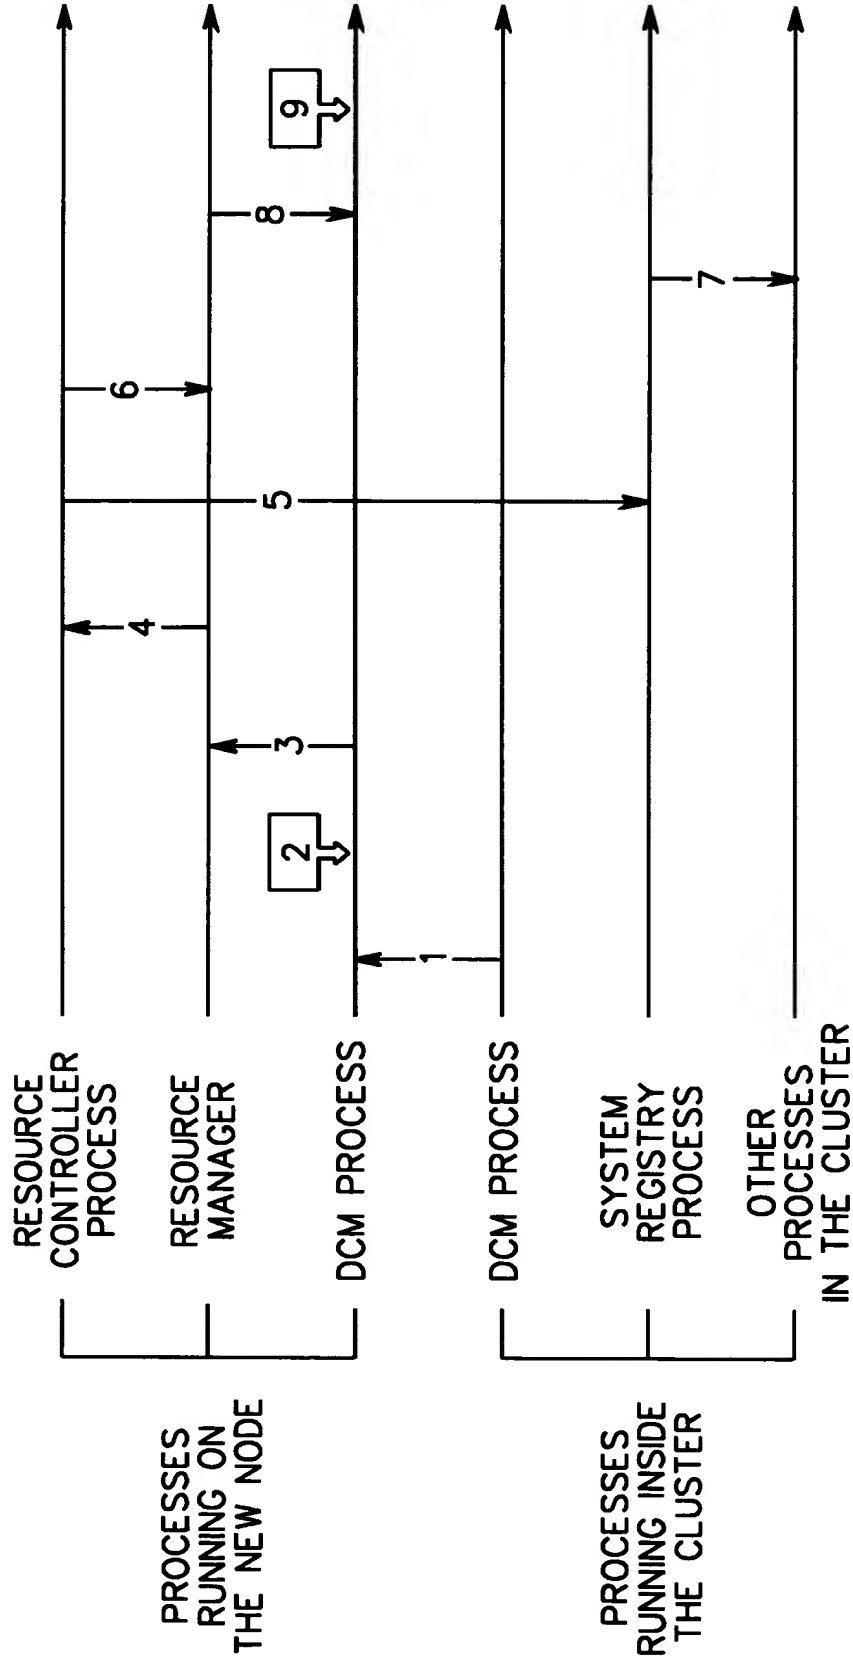 PROCESSES
RUNNING ON
THE NEW NODE
RESOURCE
CONTROLLER
PROCESS
RESOURCE
MANAGER
DCM PROCESS
PROCESSES
RUNNING INSIDE
THE CLUSTER
DCM PROCESS
SYSTEM
REGISTRY
PROCESS
OTHER
PROCESSES
IN THE CLUSTER
1
2
3
4
5
6
7
8
9